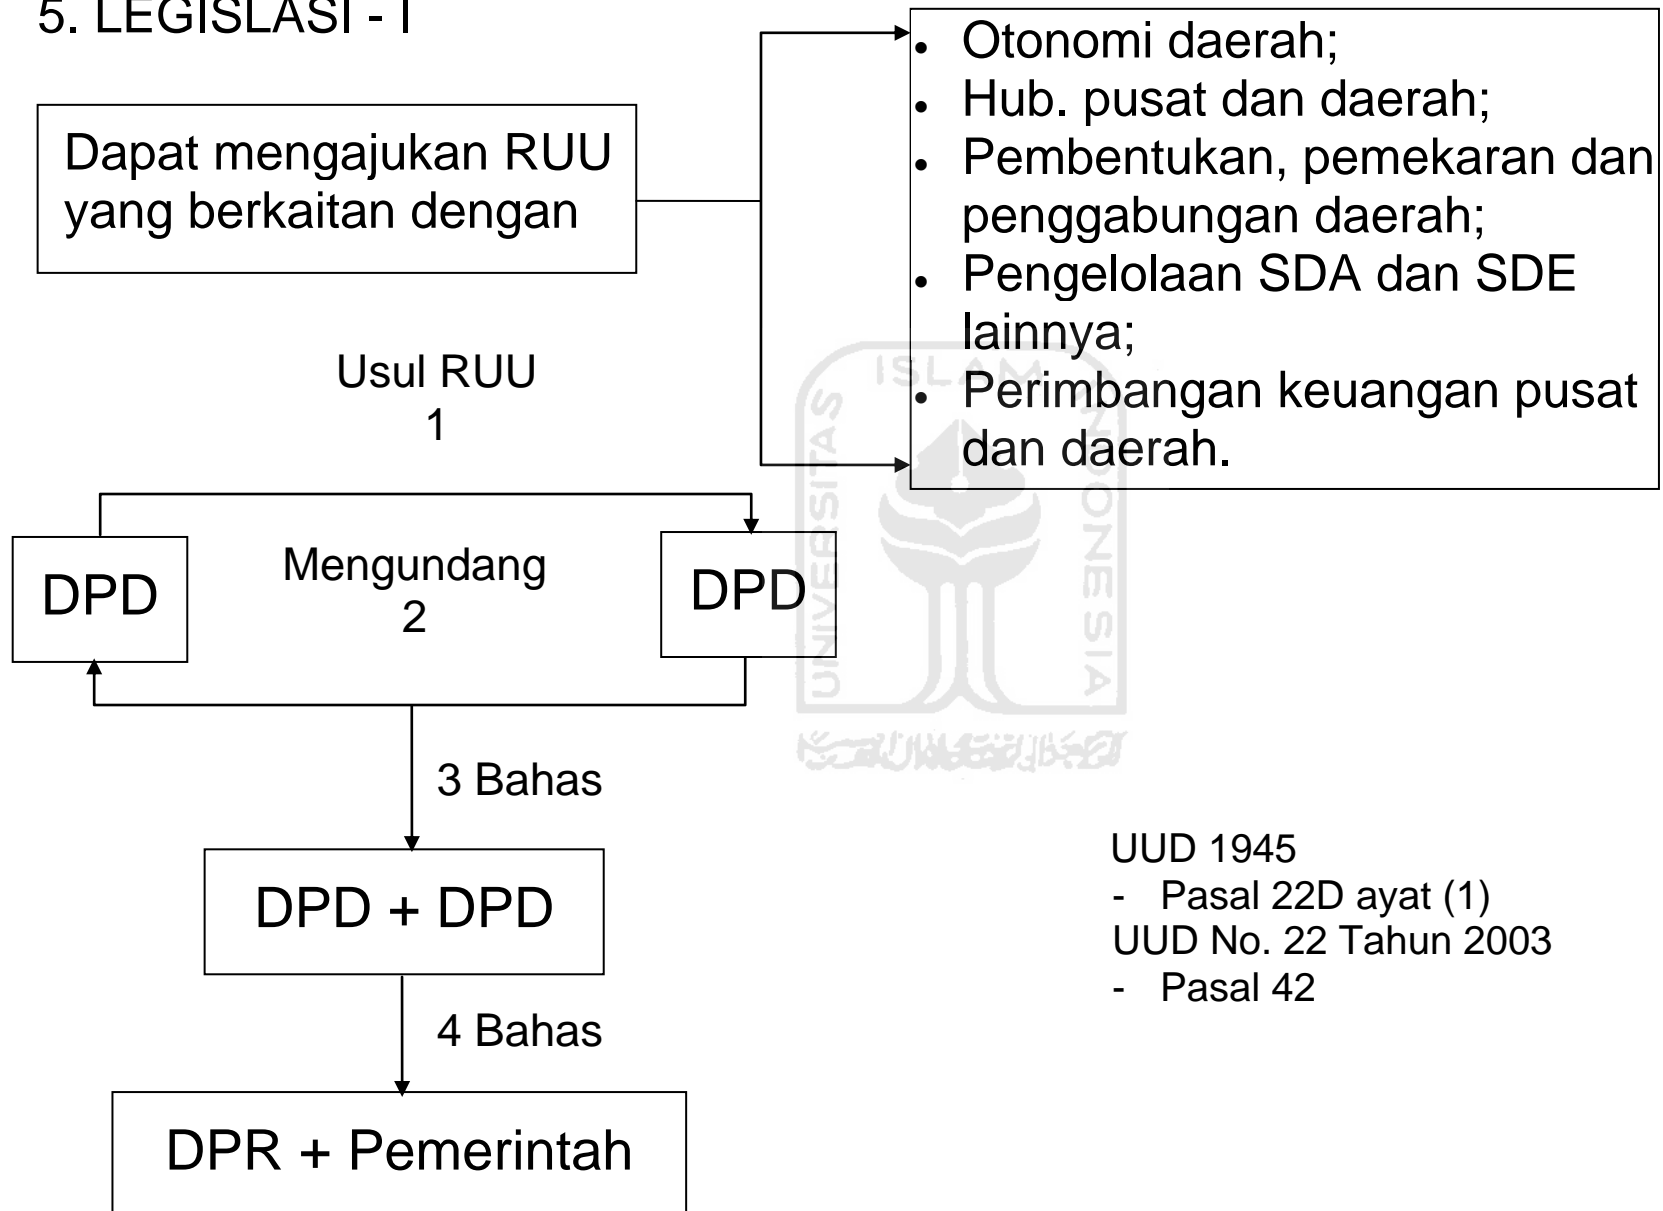 5. LEGISLASI - I
Dapat mengajukan RUU
yang berkaitan dengan
• Otonomi daerah;
• Hub. pusat dan daerah;
• Pembentukan, pemekaran dan
penggabungan daerah;
• Pengelolaan SDA dan SDE
lainnya;
• Perimbangan keuangan pusat
dan daerah.
Usul RUU
1
DPD
Mengundang
2
DPD
3 Bahas
DPD + DPD
4 Bahas
DPR + Pemerintah
UUD 1945
- Pasal 22D ayat (1)
UUD No. 22 Tahun 2003
- Pasal 42
UNIVERSITAS
ISLAM
INDONESIA